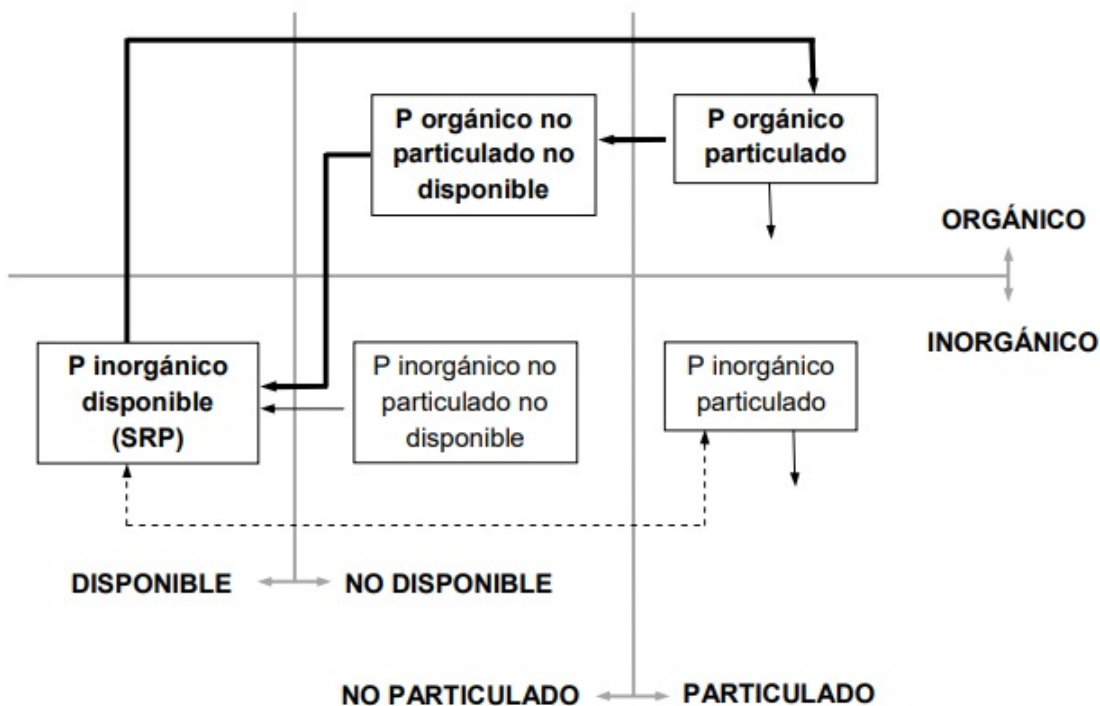 P orgánico no
particulado no
disponible
P orgánico
particulado
ORGÁNICO
INORGÁNICO
P inorgánico
disponible
(SRP)
P inorgánico no
particulado no
disponible
P inorgánico
particulado
DISPONIBLE
NO DISPONIBLE
NO PARTICULADO
PARTICULADO